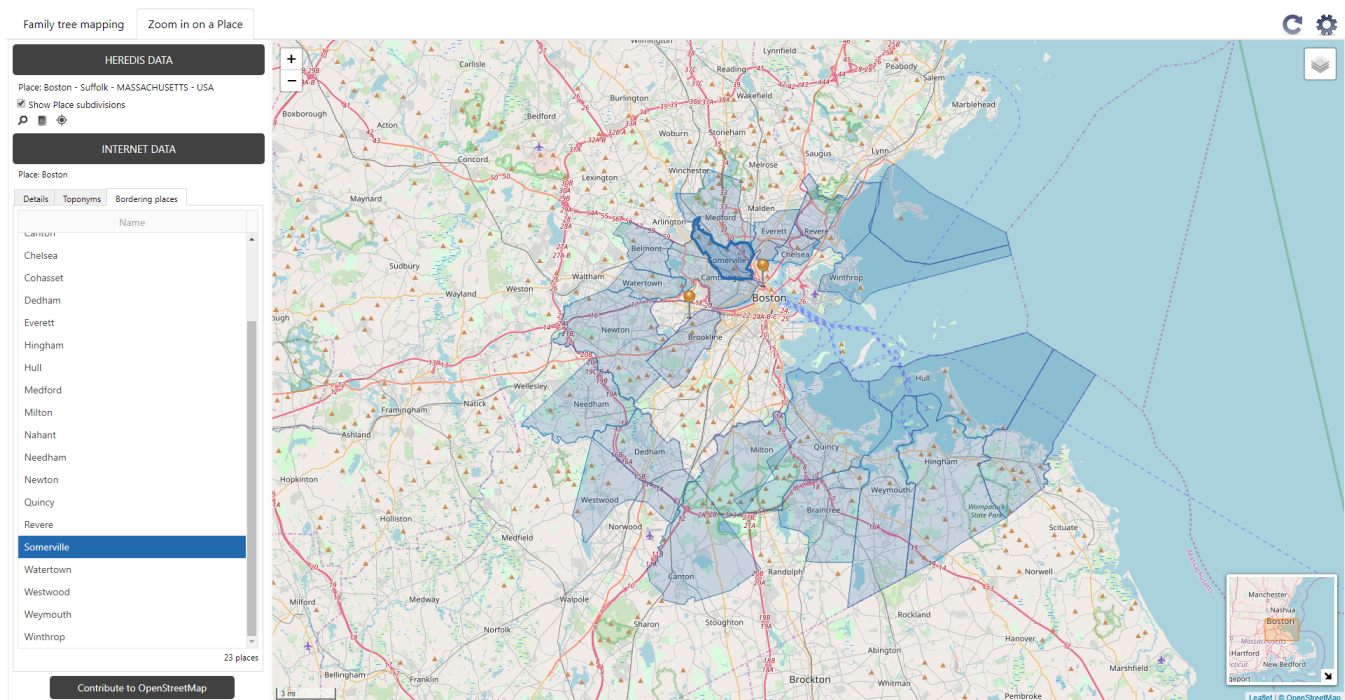 Family tree mapping
Zoom in on a Place
HEREDIS DATA
Place: Boston - Suffolk - MASSACHUSETTS - USA
Show Place subdivisions
INTERNET DATA
Place: Boston
Details
Toponyms
Bordering places
Name
Canton
Chelsea
Cohasset
Dedham
Everett
Hingham
Hull
Medford
Milton
Nahant
Needham
Newton
Quincy
Revere
Somerville
Watertown
Westwood
Weymouth
Winthrop
23 places
Contribute to OpenStreetMap
+
−
Wilmington
Lynnfield
Carlisle
Reading
Peabody
Salem
Wakefield
Burlington
Marblehead
Boxborough
Bedford
Acton
Woburn
Stoneham
Saugus
Lynn
Concord
Melrose
Winchester
Lexington
Maynard
Malden
Medford
Arlington
Everett
Revere
Belmont
Somerville
Chelsea
Sudbury
Waltham
Watertown
Cambridge
Winthrop
Wayland
Weston
Boston
Newton
Brookline
Wellesley
Hull
Natick
Needham
Framingham
Ashland
Dedham
Milton
Quincy
Hingham
Hopkinton
Weymouth
Westwood
Braintree
Wompatuck
State Park
Norwood
Scituate
Holliston
Medfield
Massachusetts
Canton
Randolph
Norwell
Milford
Medway
Walpole
Rockland
Sharon
Stoughton
Norfolk
Hanover
Abington
Bellingham
Marshfield
Franklin
Brockton
Whitman
Pembroke
3 mi
Manchester
Nashua
Boston
Massachusetts
Hartford
New Bedford
Leaflet | © OpenStreetMap